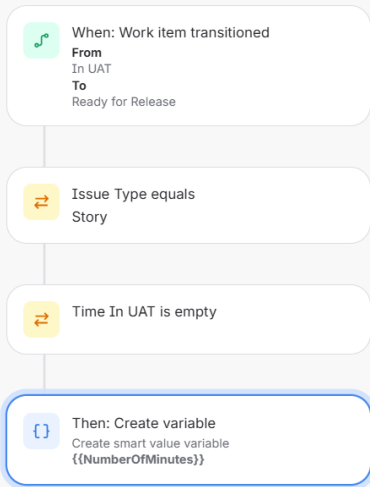 When: Work item transitioned
From
In UAT
To
Ready for Release
Issue Type equals
Story
Time In UAT is empty
{}
Then: Create variable
Create smart value variable
{{NumberOfMinutes}}